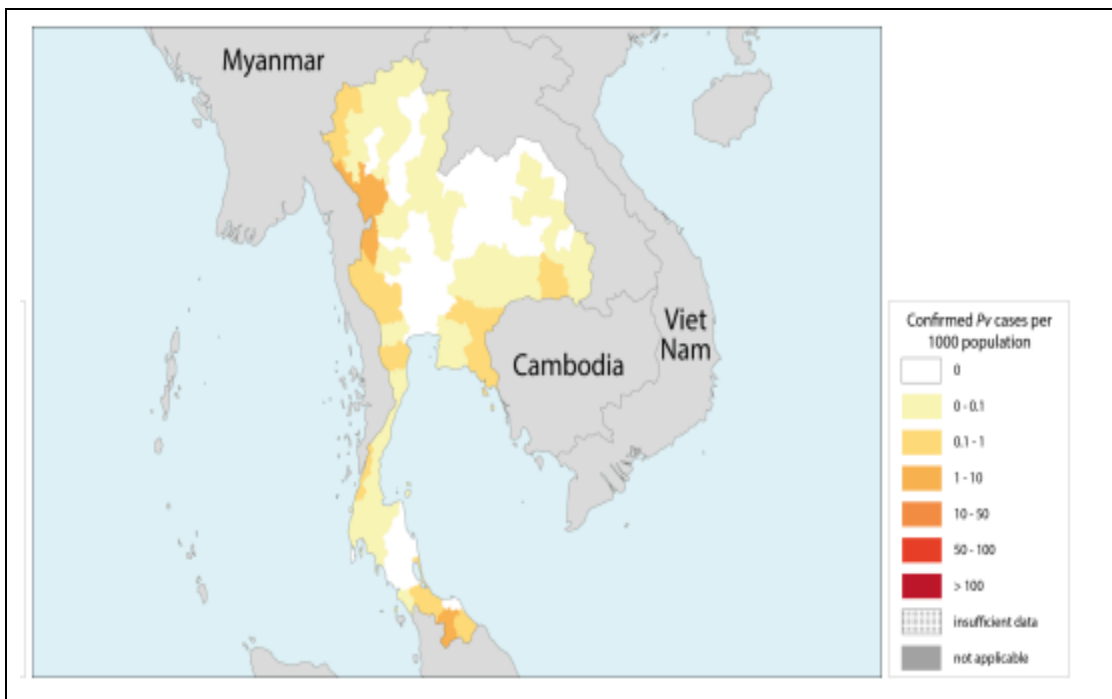 Myanmar
Viet
Nam
Cambodia
Confirmed Pv cases per
1000 population
0
0 - 0.1
0.1 - 1
1 - 10
10 - 50
50 - 100
> 100
insufficient data
not applicable